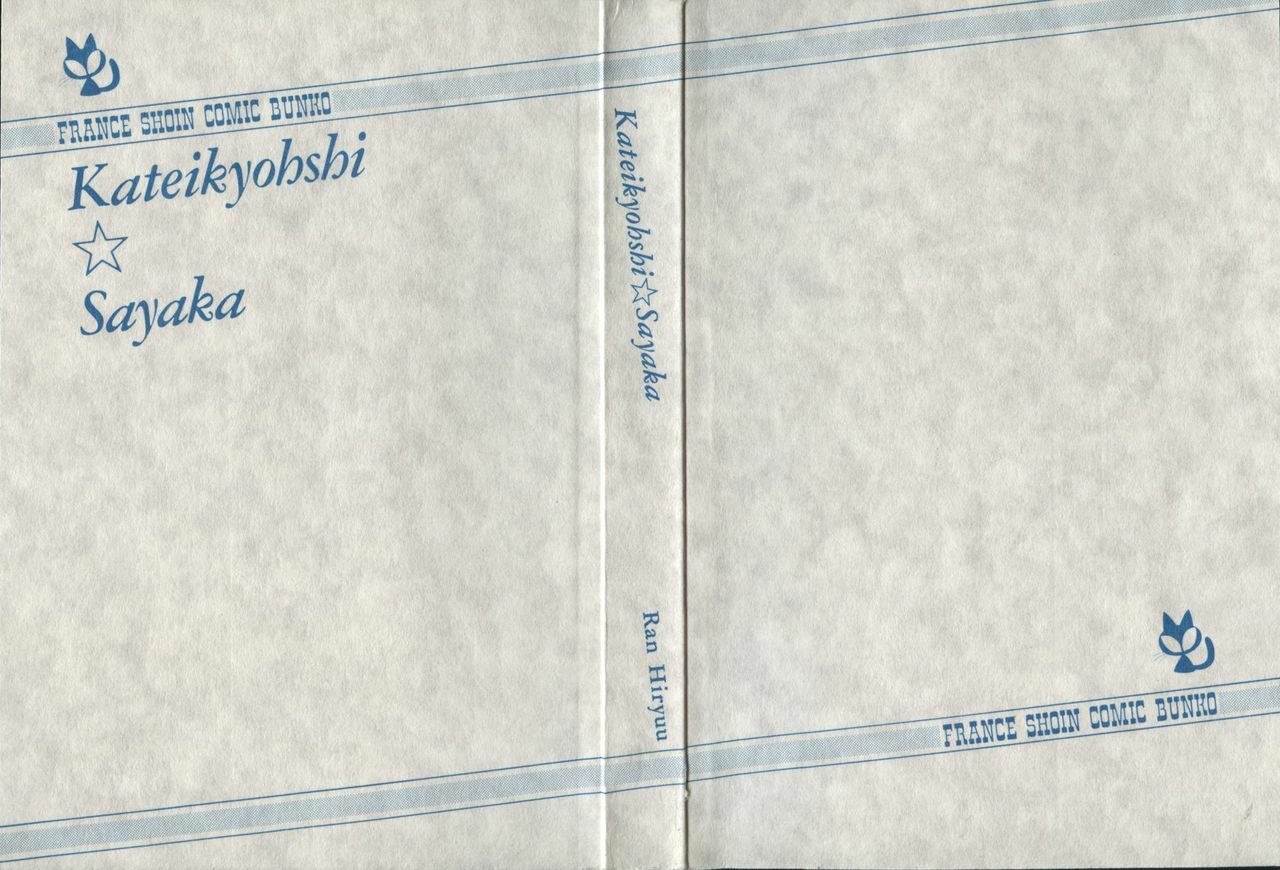 FRANCE SHOIN COMIC BUNKO
Kateikyohshi
☆
Sayaka
Kateikyohshi☆Sayaka
Ran Hiryuu
FRANCE SHOIN COMIC BUNKO